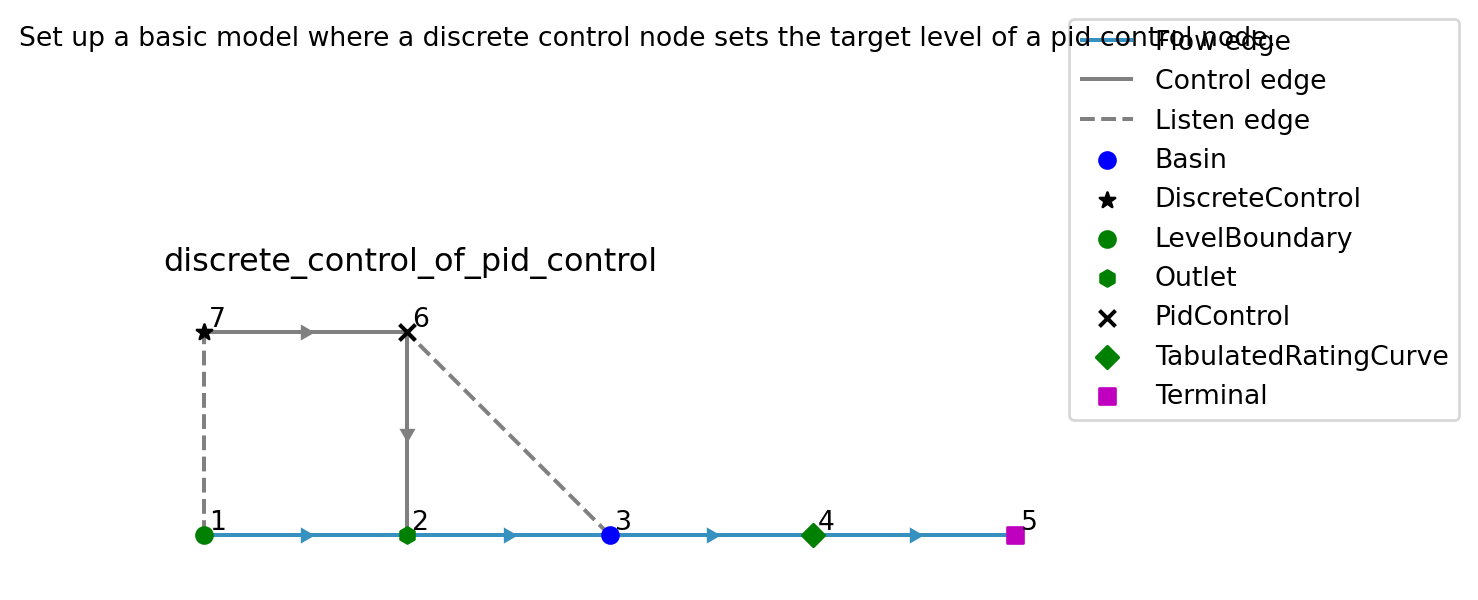 Set up a basic model where a discrete control node sets the target level of a pid control node.
Flow edge
Control edge
Listen edge
Basin
DiscreteControl
LevelBoundary
Outlet
PidControl
TabulatedRatingCurve
Terminal
discrete_control_of_pid_control
7
6
1
2
3
4
5